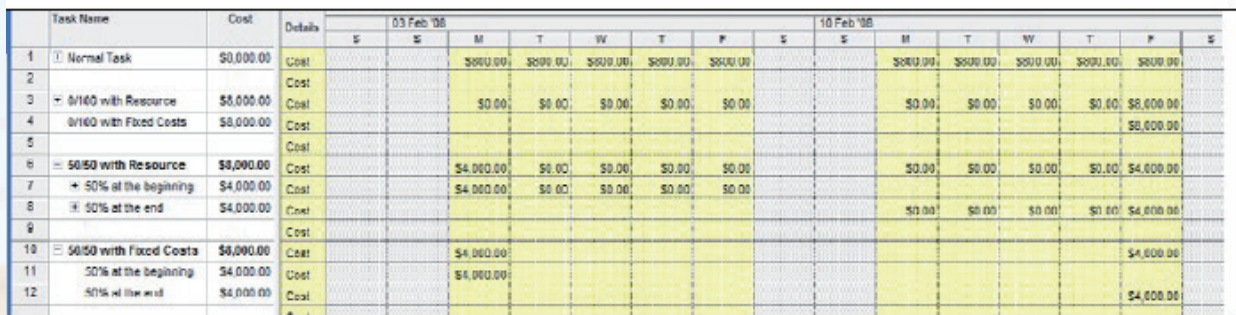 Task Name Cost Details 03 Feb '08 10 Feb '08
S S M T W T F S S M T W T F S
1 Normal Task $8,000.00 Cost $800.00 $800.00 $800.00 $800.00 $800.00 $800.00 $800.00 $800.00 $800.00 $800.00
2 Cost
3 0/100 with Resource $8,000.00 Cost $0.00 $0.00 $0.00 $0.00 $0.00 $0.00 $0.00 $0.00 $0.00 $8,000.00
4 0/100 with Fixed Costs $8,000.00 Cost $8,000.00
5 Cost
6 50/50 with Resource $8,000.00 Cost $4,000.00 $0.00 $0.00 $0.00 $0.00 $0.00 $0.00 $0.00 $0.00 $4,000.00
7 50% at the beginning $4,000.00 Cost $4,000.00 $0.00 $0.00 $0.00 $0.00
8 50% at the end $4,000.00 Cost $0.00 $0.00 $0.00 $0.00 $4,000.00
9 Cost
10 50/50 with Fixed Costs $8,000.00 Cost $4,000.00 $4,000.00
11 50% at the beginning $4,000.00 Cost $4,000.00
12 50% at the end $4,000.00 Cost $4,000.00